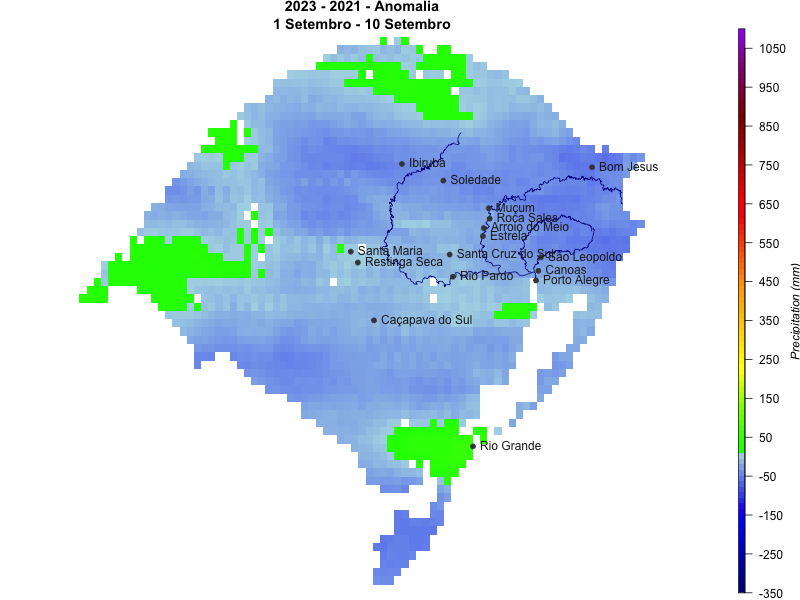 2023 - 2021 - Anomalia
1 Setembro - 10 Setembro
Ibirubá
Soledade
Bom Jesus
Muçum
Roca Sales
Arroio do Meio
Estrela
Santa Maria
Restinga Seca
Santa Cruz do Sul
São Leopoldo
Canoas
Rio Pardo
Porto Alegre
Caçapava do Sul
Rio Grande
1050
950
850
750
650
550
450
350
250
150
50
-50
-150
-250
-350
Precipitation (mm)